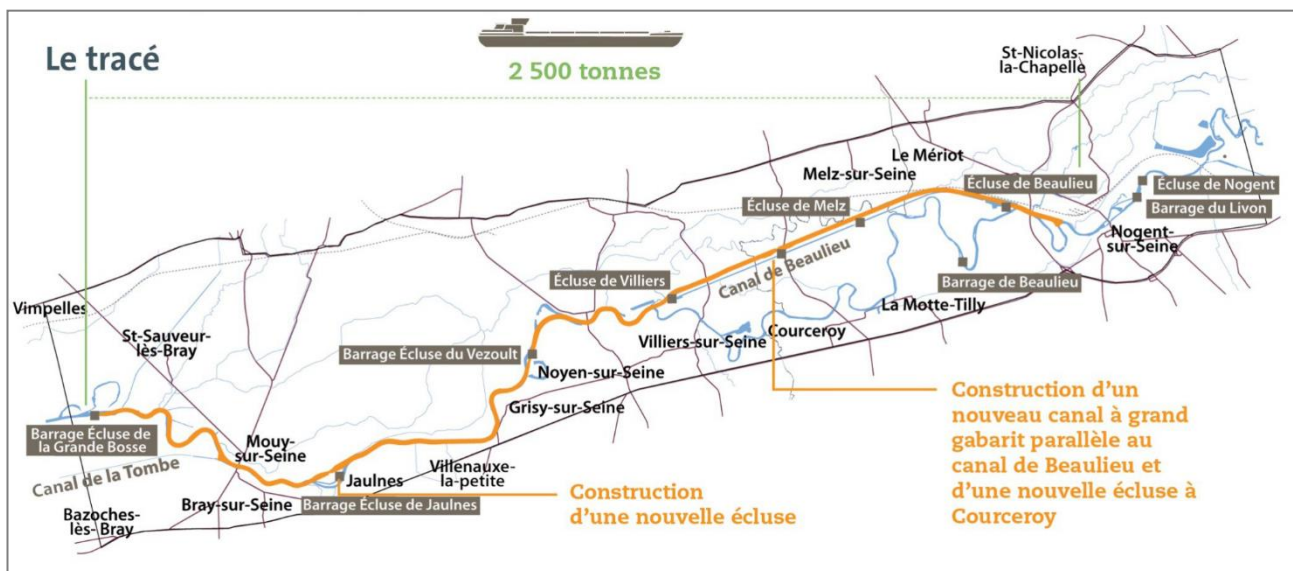 Le tracé
2 500 tonnes
St-Nicolas-
la-Chapelle
Le Mériot
Melz-sur-Seine
Écluse de Beaulieu
Écluse de Nogent
Barrage du Livon
Écluse de Melz
Nogent-
sur-Seine
Canal de Beaulieu
Barrage de Beaulieu
Écluse de Villiers
La Motte-Tilly
Vimpelles
St-Sauveur-
lès-Bray
Courceroy
Villiers-sur-Seine
Barrage Écluse du Vezoult
Noyen-sur-Seine
Grisy-sur-Seine
Barrage Écluse de
la Grande Bosse
Mouy-
sur-Seine
Canal de la Tombe
Jaulnes
Villenauxe-
la-petite
Bray-sur-Seine
Barrage Écluse de Jaulnes
Bazoches-
lès- Bray
Construction
d'une nouvelle écluse
Construction d'un
nouveau canal à grand
gabarit parallèle au
canal de Beaulieu et
d'une nouvelle écluse à
Courceroy